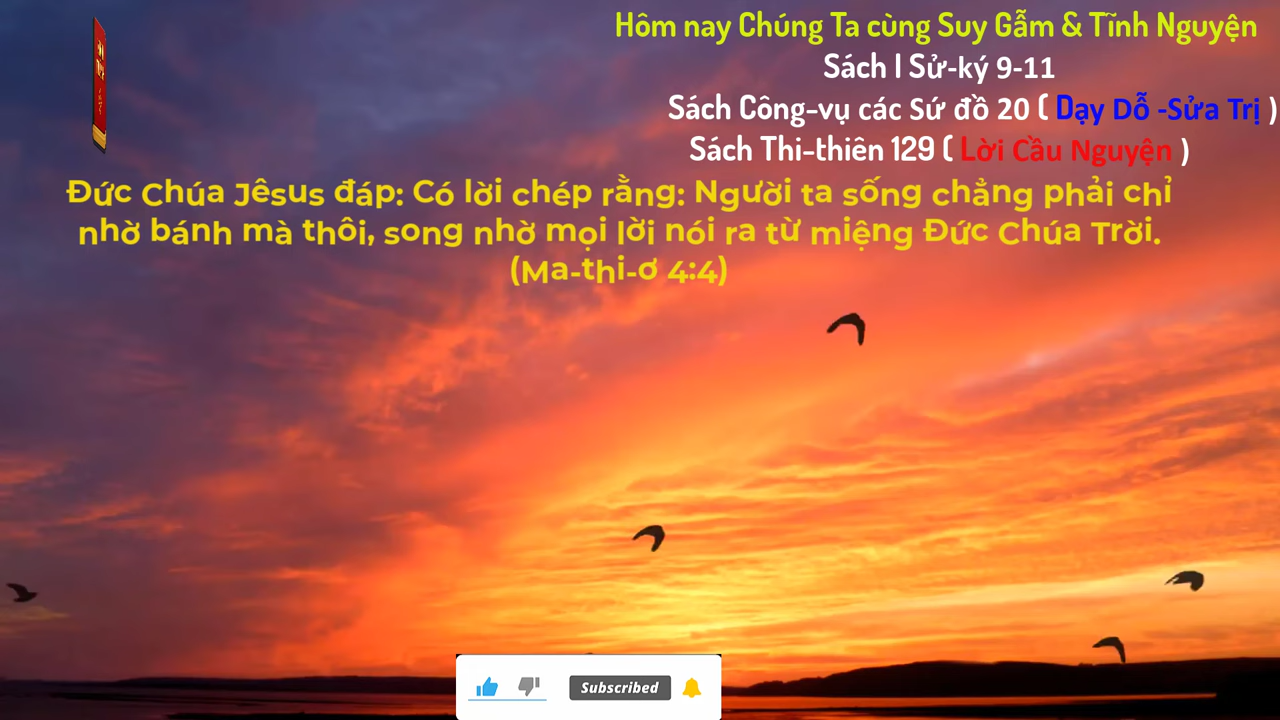 Hôm nay Chúng Ta cùng Suy Gẫm & Tĩnh Nguyện
Sách I Sử-ký 9-11
Sách Công-vụ các Sứ đồ 20 ( Dạy Dỗ -Sửa Trị )
Sách Thi-thiên 129 ( Lời Cầu Nguyện )
Đức Chúa Jêsus đáp: Có lời chép rằng: Người ta sống chẳng phải chỉ
nhờ bánh mà thôi, song nhờ mọi lời nói ra từ miệng Đức Chúa Trời.
(Ma-thi-ơ 4:4)
Subscribed